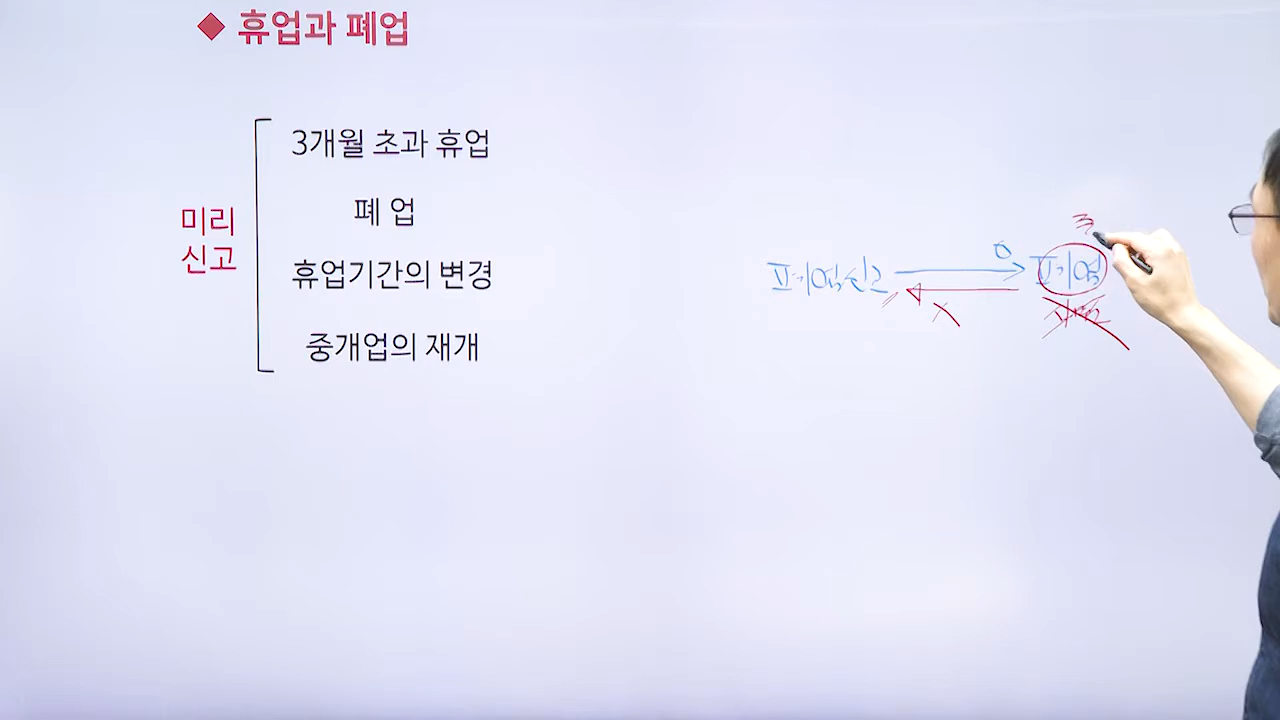 ◆ 휴업과 폐업
미리
신고
3개월 초과 휴업
폐 업
휴업기간의 변경
중개업의 재개
폐업신고
O
폐업
X